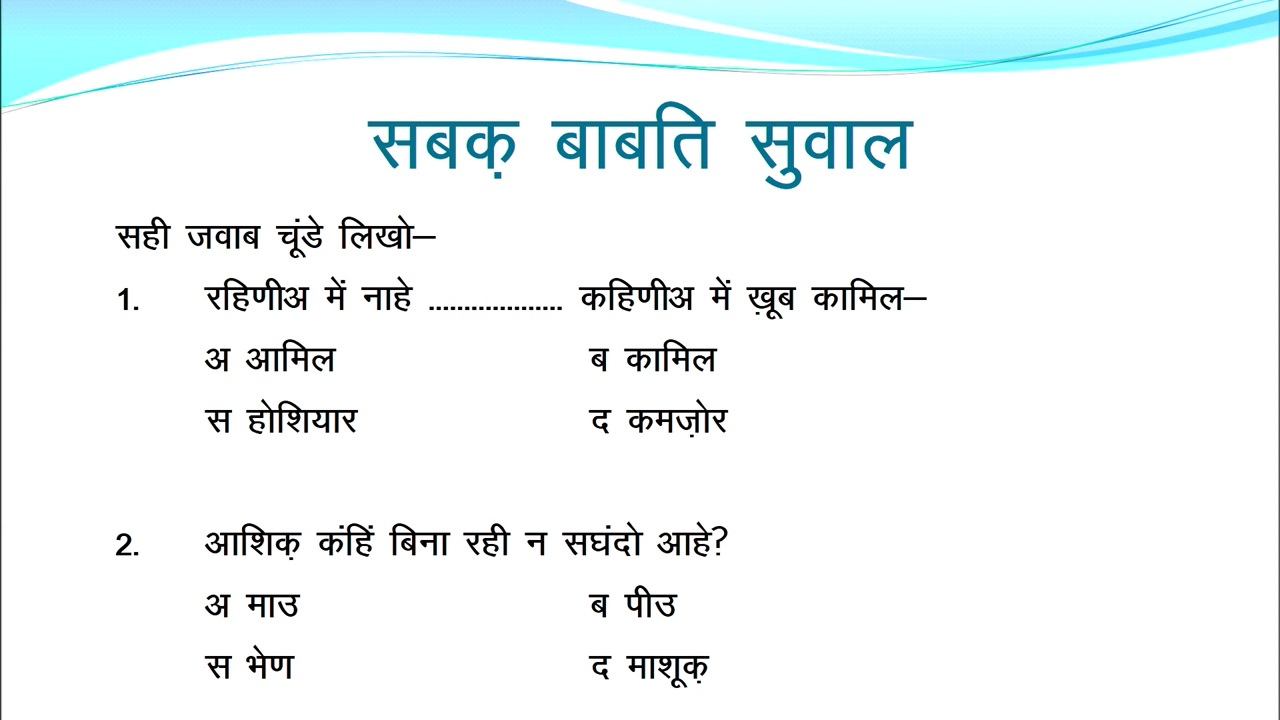 सबक़ बाबति सुवाल
सही जवाब चूंडे लिखो–
1. रहिणीअ में नाहे ................... कहिणीअ में ख़ूब कामिल–
अ आमिल ब कामिल
स होशियार द कमज़ोर
2. आशिक़ कंहिं बिना रही न सघंदो आहे?
अ माउ ब पीउ
स भेण द माशूक़